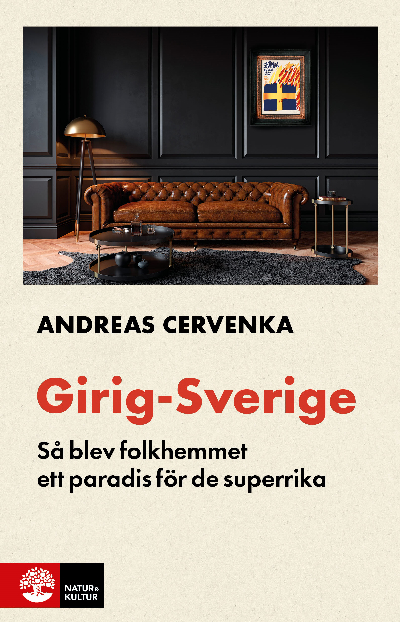 ANDREAS CERVENKA
Girig-Sverige
Så blev folkhemmet
ett paradis för de superrika
NATUR&
KULTUR